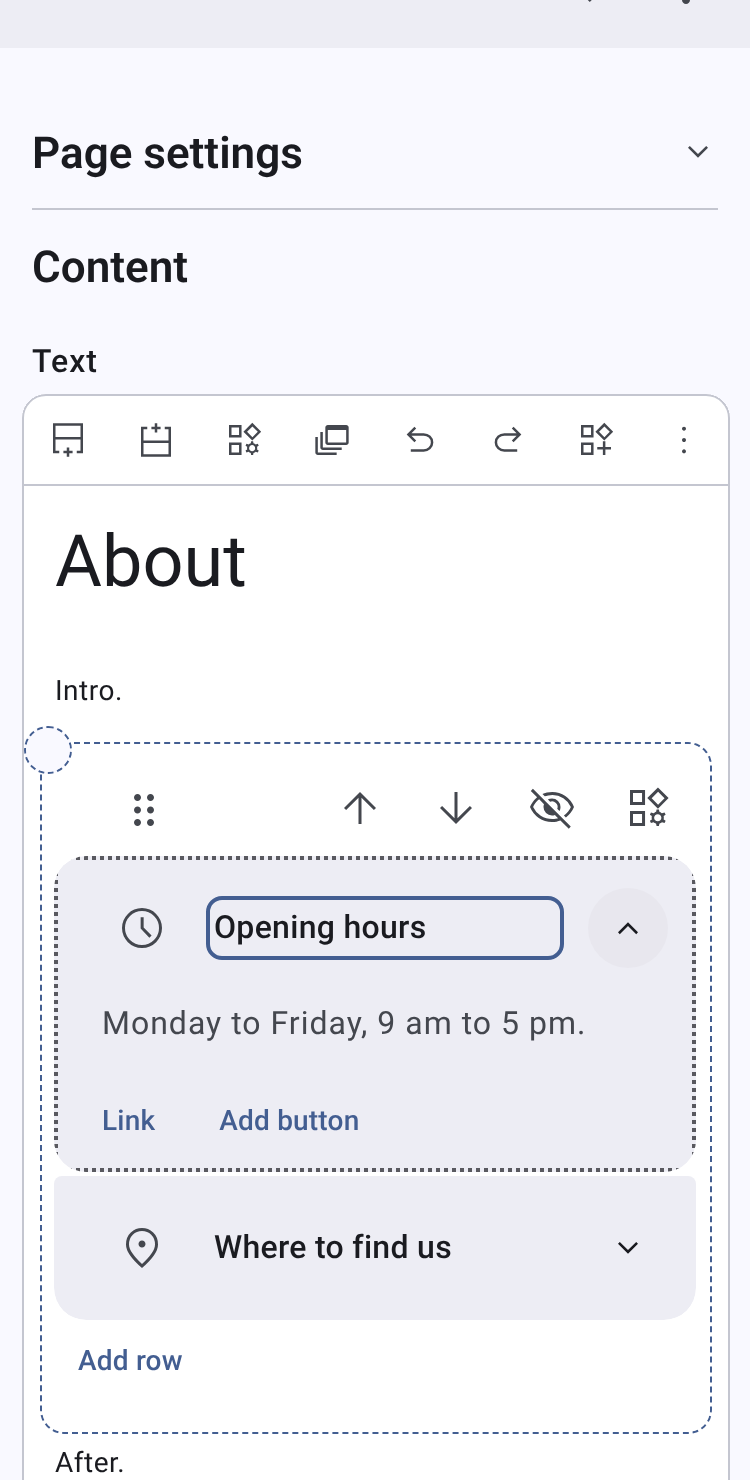 Page settings
Content
Text
About
Intro.
Opening hours
Monday to Friday, 9 am to 5 pm.
Link Add button
Where to find us
Add row
After.